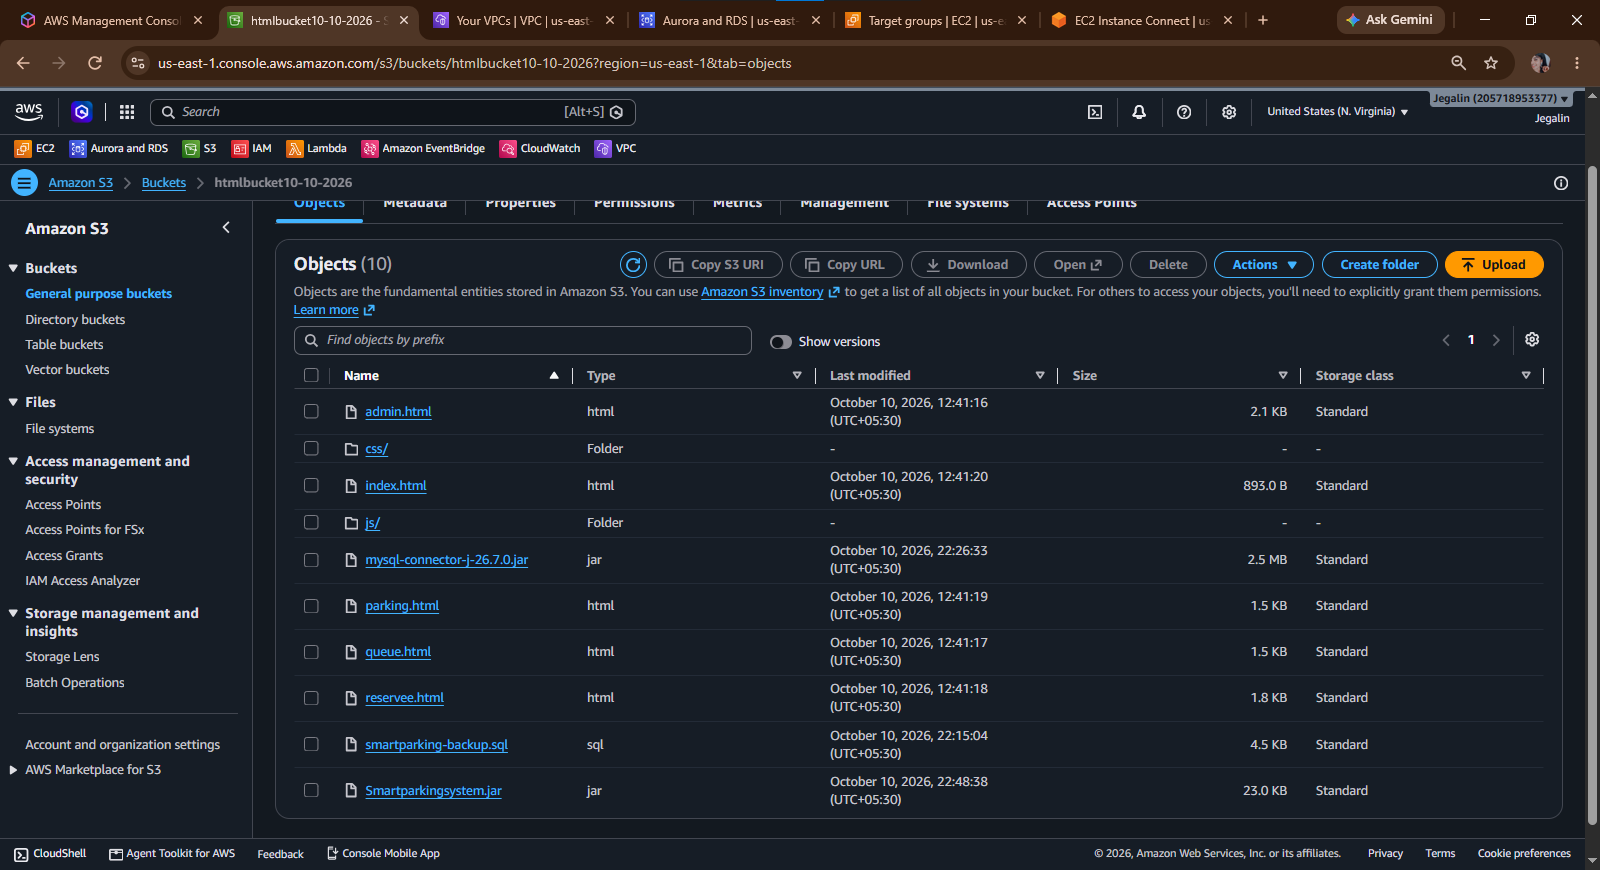 AWS Management Consol
htmlbucket10-10-2026 - S
Your VPCs | VPC | us-east-
Aurora and RDS | us-east-
Target groups | EC2 | us-ea
EC2 Instance Connect | us
Ask Gemini
us-east-1.console.aws.amazon.com/s3/buckets/htmlbucket10-10-2026?region=us-east-1&tab=objects
aws
Search
[Alt+S]
United States (N. Virginia)
Jegalin (205718953377)
Jegalin
EC2
Aurora and RDS
S3
IAM
Lambda
Amazon EventBridge
CloudWatch
VPC
Amazon S3
Buckets
htmlbucket10-10-2026
Amazon S3
Buckets
General purpose buckets
Directory buckets
Table buckets
Vector buckets
Files
File systems
Access management and
security
Access Points
Access Points for FSx
Access Grants
IAM Access Analyzer
Storage management and
insights
Storage Lens
Batch Operations
Account and organization settings
AWS Marketplace for S3
Objects
Metadata
Properties
Permissions
Metrics
Management
File systems
Access Points
Objects (10)
Copy S3 URI
Copy URL
Download
Open
Delete
Actions
Create folder
Upload
Objects are the fundamental entities stored in Amazon S3. You can use Amazon S3 inventory to get a list of all objects in your bucket. For others to access your objects, you'll need to explicitly grant them permissions.
Learn more
Find objects by prefix
Show versions
1
Name Type Last modified Size Storage class
admin.html html October 10, 2026, 12:41:16 (UTC+05:30) 2.1 KB Standard
css/ Folder - - -
index.html html October 10, 2026, 12:41:20 (UTC+05:30) 893.0 B Standard
js/ Folder - - -
mysql-connector-j-26.7.0.jar jar October 10, 2026, 22:26:33 (UTC+05:30) 2.5 MB Standard
parking.html html October 10, 2026, 12:41:19 (UTC+05:30) 1.5 KB Standard
queue.html html October 10, 2026, 12:41:17 (UTC+05:30) 1.5 KB Standard
reservee.html html October 10, 2026, 12:41:18 (UTC+05:30) 1.8 KB Standard
smartparking-backup.sql sql October 10, 2026, 22:15:04 (UTC+05:30) 4.5 KB Standard
Smartparkingsystem.jar jar October 10, 2026, 22:48:38 (UTC+05:30) 23.0 KB Standard
CloudShell
Agent Toolkit for AWS
Feedback
Console Mobile App
© 2026, Amazon Web Services, Inc. or its affiliates.
Privacy
Terms
Cookie preferences